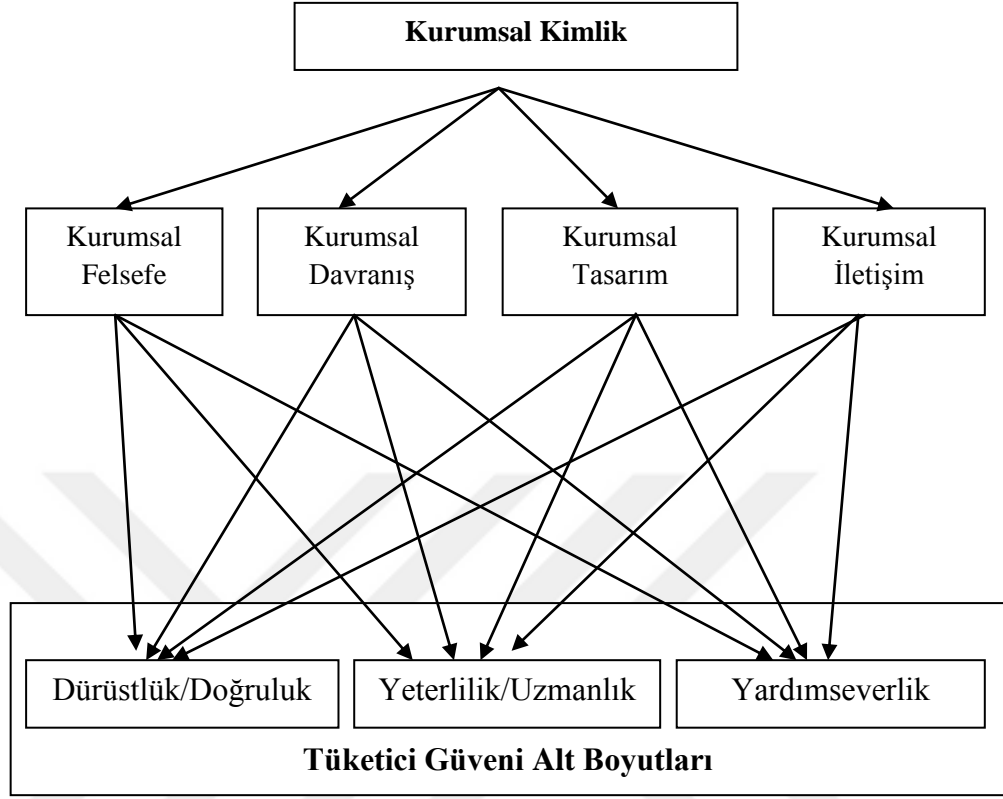 Kurumsal Kimlik
Kurumsal
Felsefe
Kurumsal
Davranış
Kurumsal
Tasarım
Kurumsal
İletişim
Dürüstlük/Doğruluk
Yeterlilik/Uzmanlık
Yardımseverlik
Tüketici Güveni Alt Boyutları